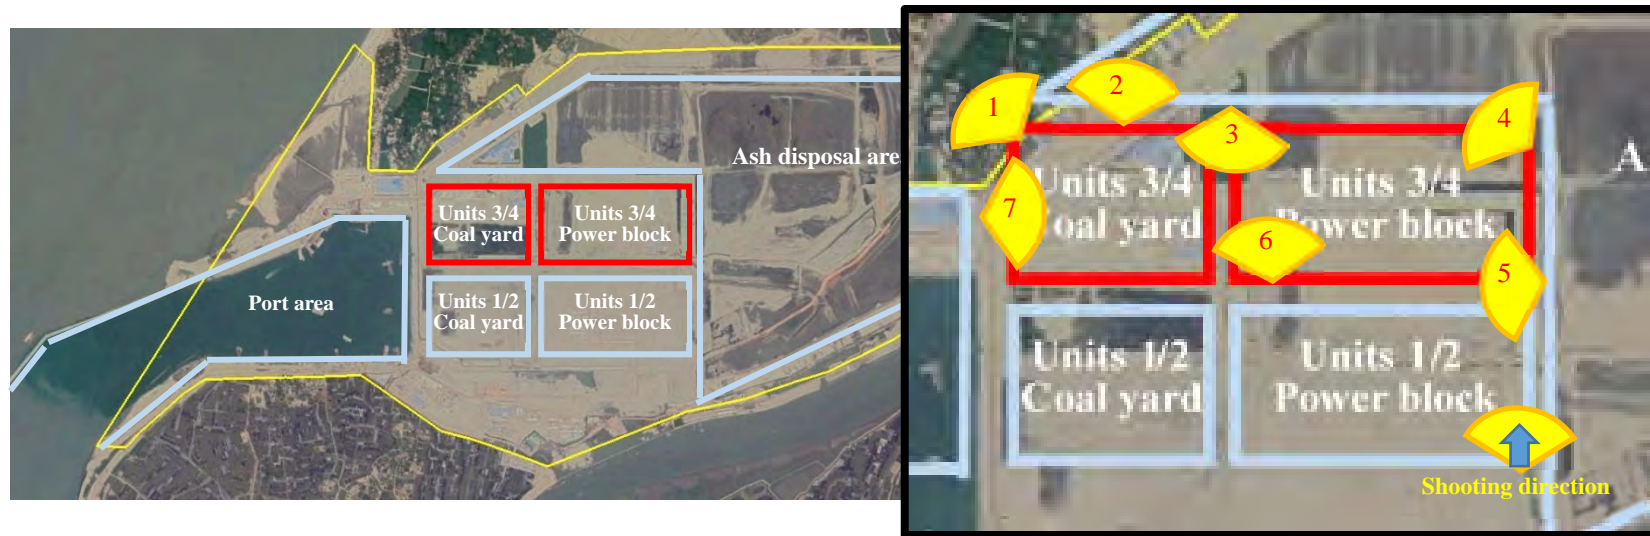 Ash disposal are
Units 3/4
Coal yard
Units 3/4
Power block
Port area
Units 1/2
Coal yard
Units 1/2
Power block
1
2
3
4
A
Units 3/4
Coal yard
Units 3/4
Power block
7
6
5
Units 1/2
Coal yard
Units 1/2
Power block
Shooting direction